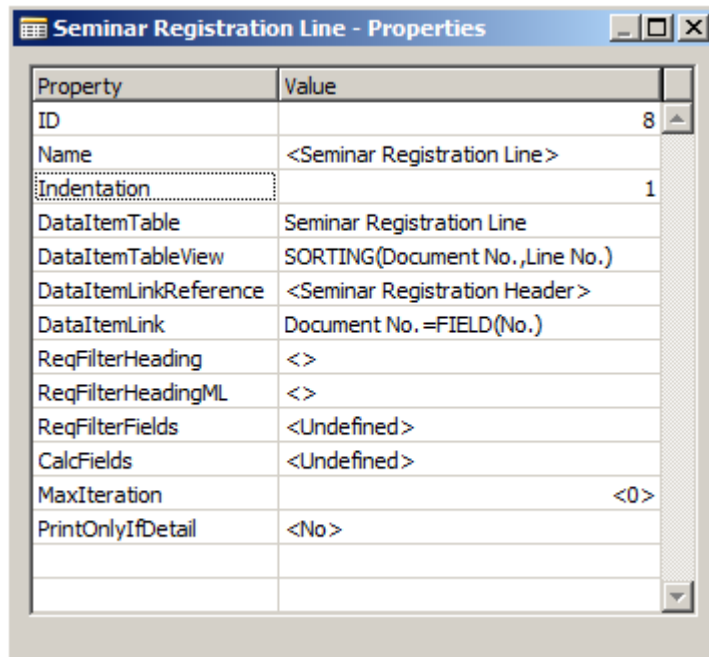 Seminar Registration Line - Properties
Property Value
ID 8
Name <Seminar Registration Line>
Indentation 1
DataItemTable Seminar Registration Line
DataItemTableView SORTING(Document No.,Line No.)
DataItemLinkReference <Seminar Registration Header>
DataItemLink Document No.=FIELD(No.)
ReqFilterHeading <>
ReqFilterHeadingML <>
ReqFilterFields <Undefined>
CalcFields <Undefined>
MaxIteration <0>
PrintOnlyIfDetail <No>